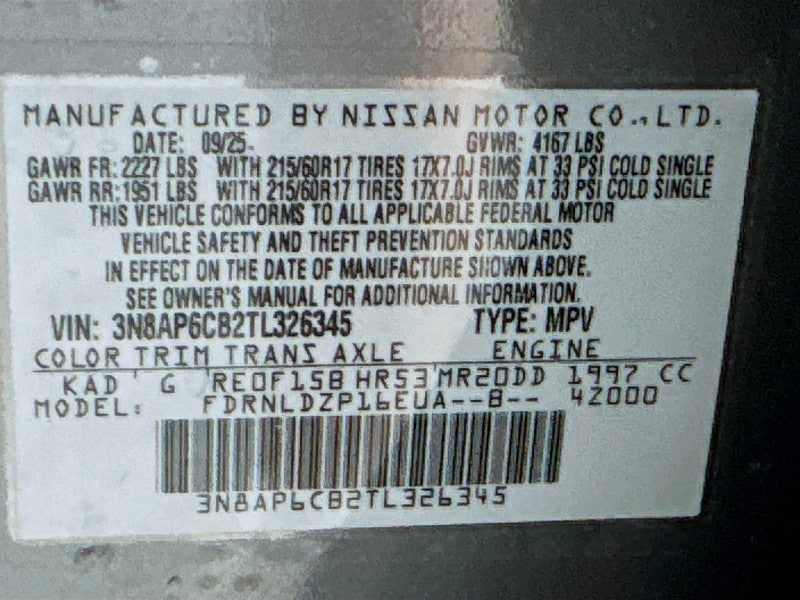 MANUFACTURED BY NISSAN MOTOR CO., LTD.
DATE: 09/25 GVWR: 4167 LBS
GAWR FR: 2227 LBS WITH 215/60R17 TIRES 17X7.0J RIMS AT 33 PSI COLD SINGLE
GAWR RR: 1951 LBS WITH 215/60R17 TIRES 17X7.0J RIMS AT 33 PSI COLD SINGLE
THIS VEHICLE CONFORMS TO ALL APPLICABLE FEDERAL MOTOR
VEHICLE SAFETY AND THEFT PREVENTION STANDARDS
IN EFFECT ON THE DATE OF MANUFACTURE SHOWN ABOVE.
SEE OWNER'S MANUAL FOR ADDITIONAL INFORMATION.
VIN: 3N8AP6CB2TL326345 TYPE: MPV
COLOR TRIM TRANS AXLE ENGINE
KAD G RE0F15B HR53 MR20DD 1997 CC
MODEL: FDRNLDZP16EUA--B-- 42000
3N8AP6CB2TL326345